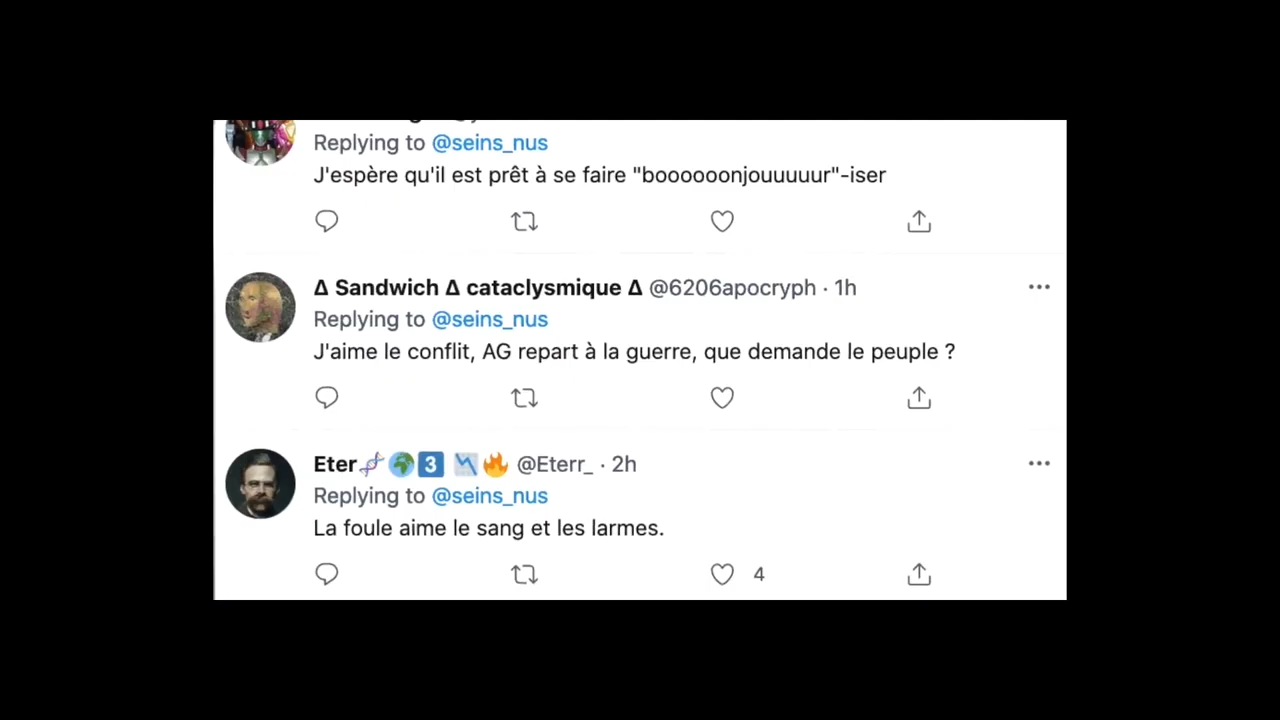 Replying to @seins_nus
J'espère qu'il est prêt à se faire "boooooonjouuuuur"-iser
Δ Sandwich Δ cataclysmique Δ @6206apocryph · 1h
Replying to @seins_nus
J'aime le conflit, AG repart à la guerre, que demande le peuple ?
Eter🧬🌍3️⃣ 📉🔥 @Eterr_ · 2h
Replying to @seins_nus
La foule aime le sang et les larmes.
4